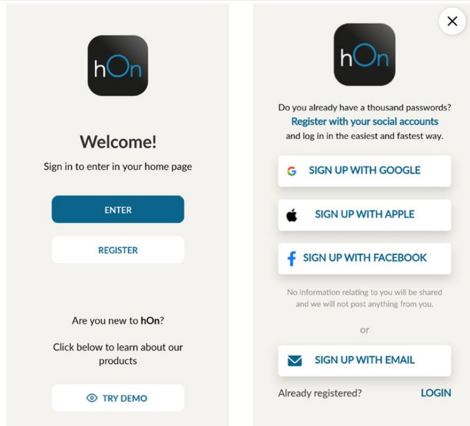 hOn
Welcome!
Sign in to enter in your home page
ENTER
REGISTER
Are you new to hOn?
Click below to learn about our
products
TRY DEMO
hOn
Do you already have a thousand passwords?
Register with your social accounts
and log in in the easiest and fastest way.
SIGN UP WITH GOOGLE
SIGN UP WITH APPLE
SIGN UP WITH FACEBOOK
No information relating to you will be shared
and we will not post anything from you.
or
SIGN UP WITH EMAIL
Already registered? LOGIN